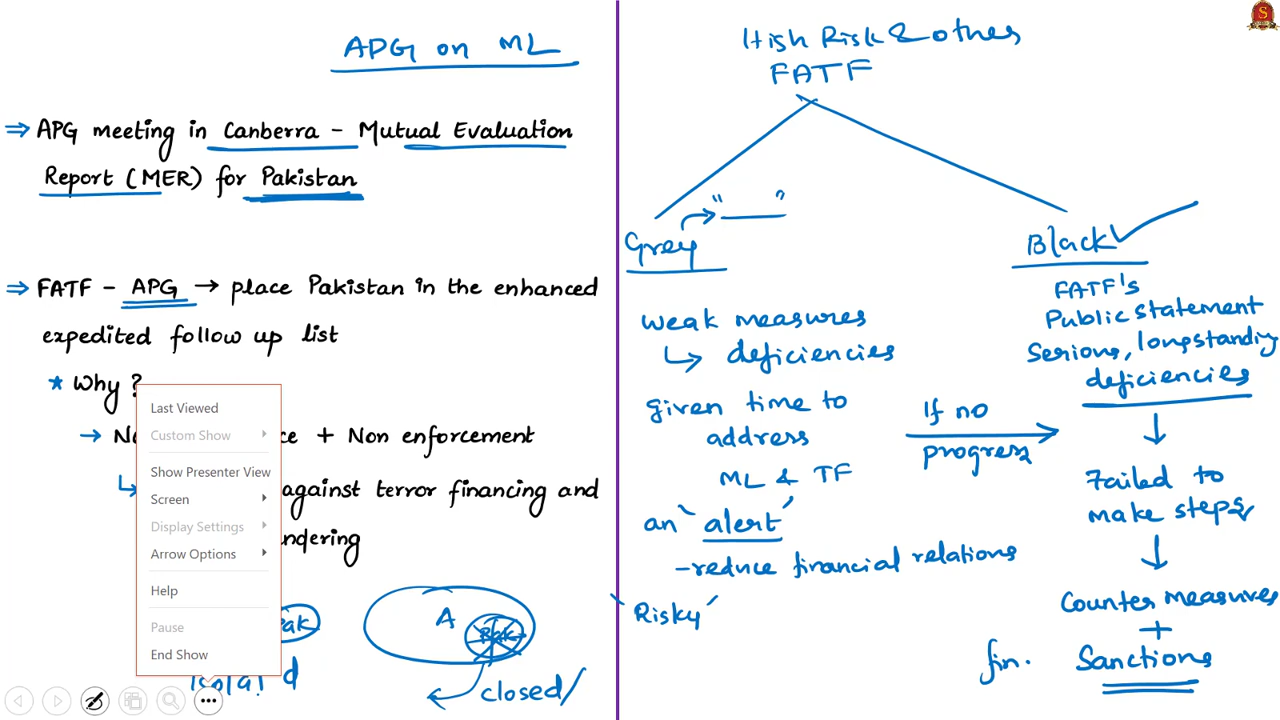 APG on ML
⇒ APG meeting in Canberra - Mutual Evaluation
Report (MER) for Pakistan
⇒ FATF - APG → place Pakistan in the enhanced
expedited follow up list
* Why ?
→ + Non enforcement
↳ against terror financing and
Last Viewed
Custom Show
Show Presenter View
Screen
Display Settings
Arrow Options
Help
Pause
End Show
A
closed/
High Risk & other
FATF
Grey → " "
weak measures
↳ deficiencies
given time to
address
ML & TF
an 'alert'
- reduce financial relations
'Risky'
If no
progress
Black
FATF's
Public statement
Serious, longstanding
deficiencies
↓
Failed to
make steps
↓
Counter measures
+
fin. Sanctions
S